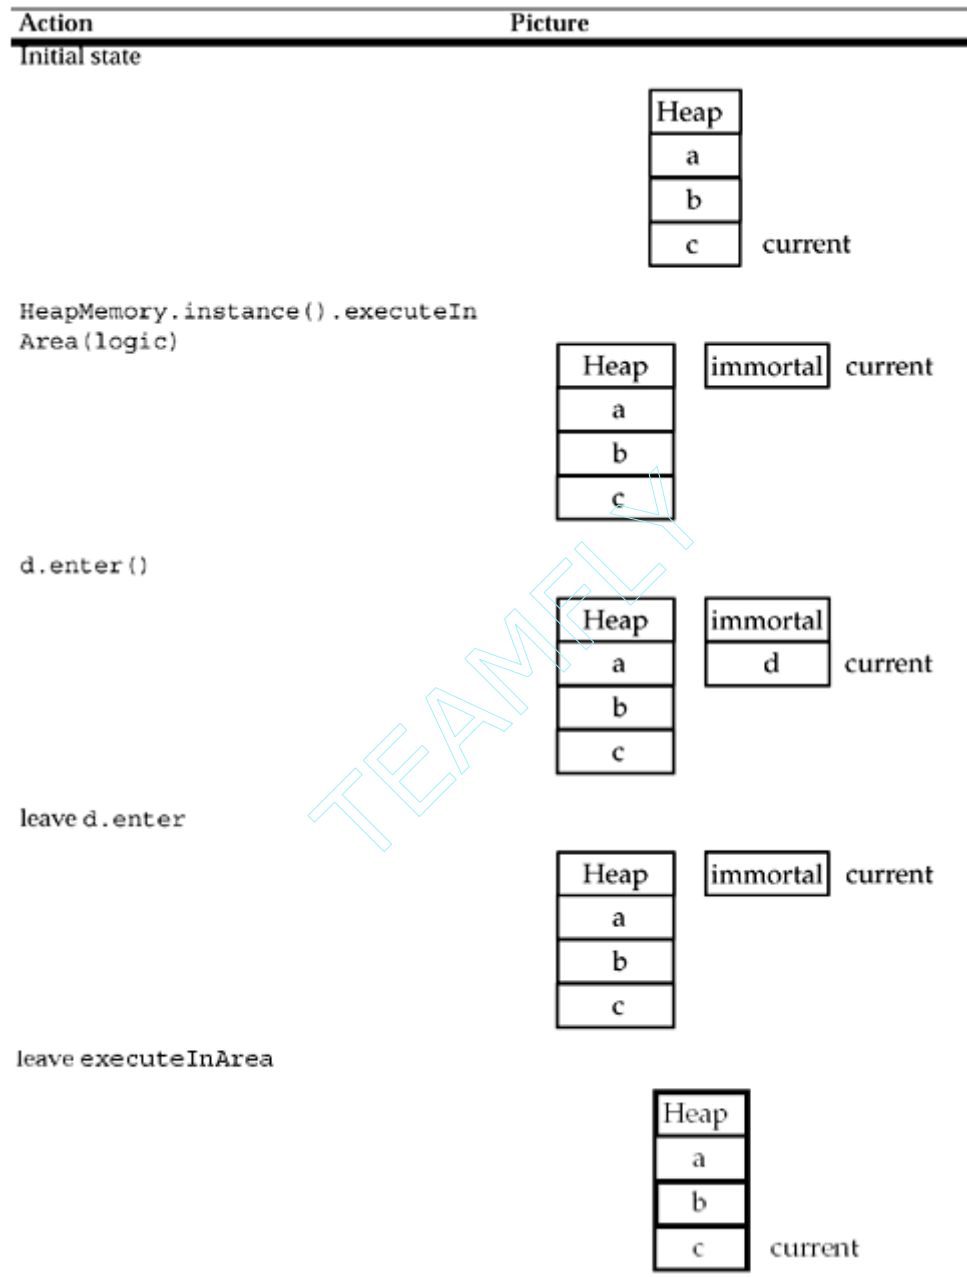 Action Picture
Initial state
Heap
a
b
c current
HeapMemory.instance().executeIn
Area(logic)
Heap immortal current
a
b
c
d.enter()
Heap immortal
a d current
b
c
TEAMFLY
leave d.enter
Heap immortal current
a
b
c
leave executeInArea
Heap
a
b
c current